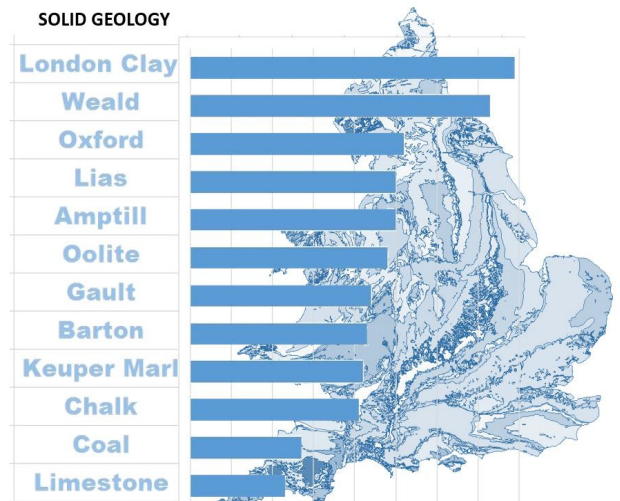 SOLID GEOLOGY
London Clay
Weald
Oxford
Lias
Amptill
Oolite
Gault
Barton
Keuper Marl
Chalk
Coal
Limestone